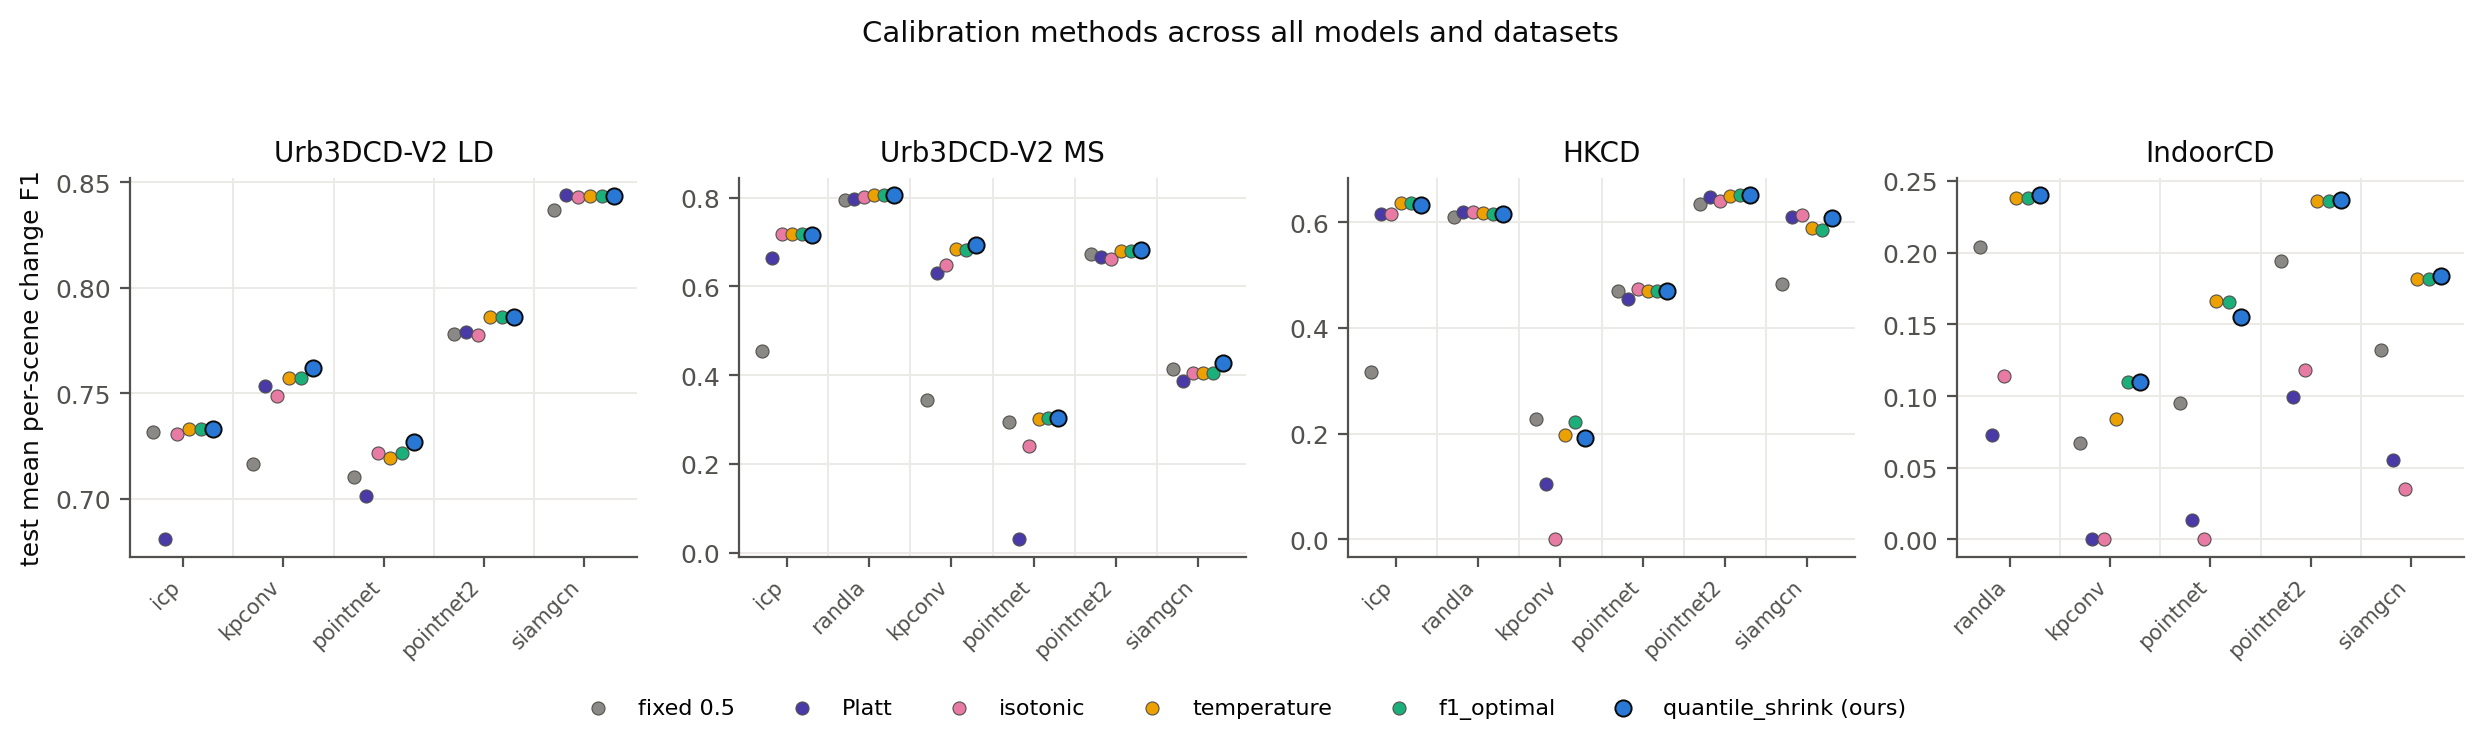 Calibration methods across all models and datasets
Urb3DCD-V2 LD
Urb3DCD-V2 MS
HKCD
IndoorCD
test mean per-scene change F1
0.85
0.80
0.75
0.70
icp
kpconv
pointnet
pointnet2
siamgcn
0.8
0.6
0.4
0.2
0.0
icp
randla
kpconv
pointnet
pointnet2
siamgcn
0.6
0.4
0.2
0.0
icp
randla
kpconv
pointnet
pointnet2
siamgcn
0.25
0.20
0.15
0.10
0.05
0.00
randla
kpconv
pointnet
pointnet2
siamgcn
fixed 0.5
Platt
isotonic
temperature
f1_optimal
quantile_shrink (ours)